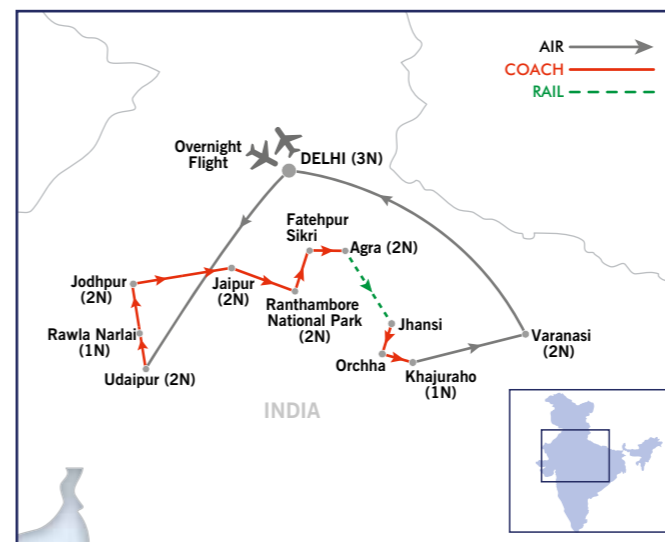 AIR
COACH
RAIL
Overnight
Flight
DELHI (3N)
Fatehpur
Sikri
Agra (2N)
Jodhpur
(2N)
Jaipur
(2N)
Ranthambore
National Park
(2N)
Jhansi
Rawla Narlai
(1N)
Varanasi
(2N)
Orchha
Khajuraho
(1N)
Udaipur (2N)
INDIA